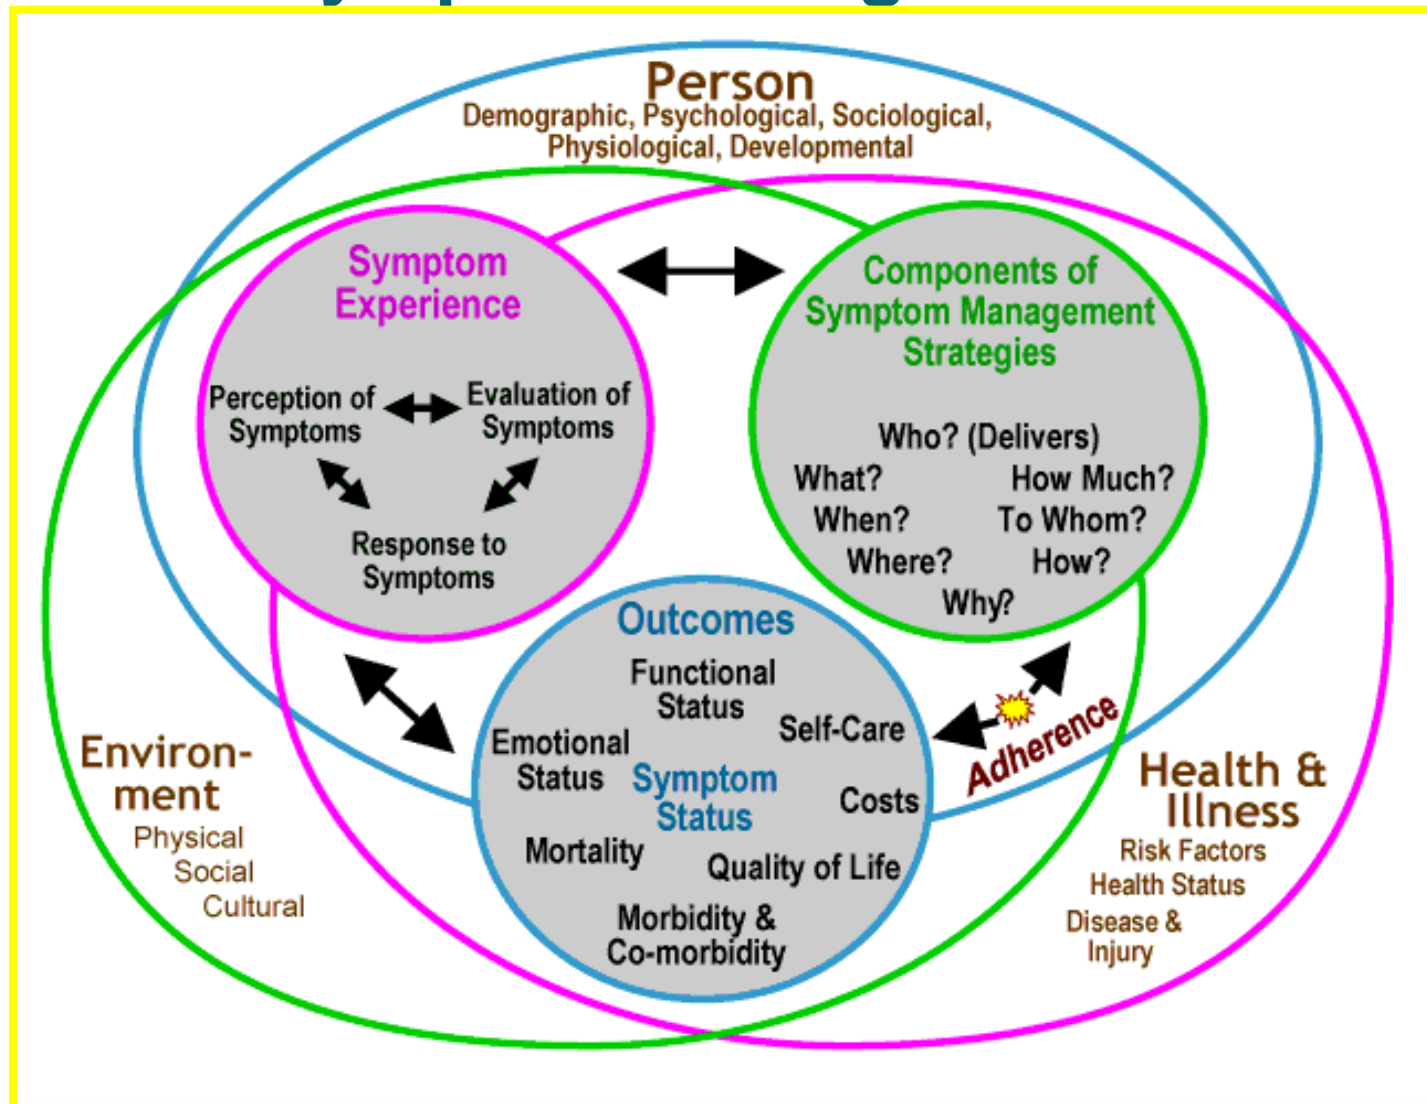 Person
Demographic, Psychological, Sociological,
Physiological, Developmental
Symptom
Experience
Perception of
Symptoms
Evaluation of
Symptoms
Response to
Symptoms
Components of
Symptom Management
Strategies
Who? (Delivers)
What?
How Much?
When?
To Whom?
Where?
How?
Why?
Outcomes
Functional
Status
Self-Care
Emotional
Status
Symptom
Status
Costs
Mortality
Quality of Life
Morbidity &
Co-morbidity
Adherence
Environ-
ment
Physical
Social
Cultural
Health &
Illness
Risk Factors
Health Status
Disease &
Injury